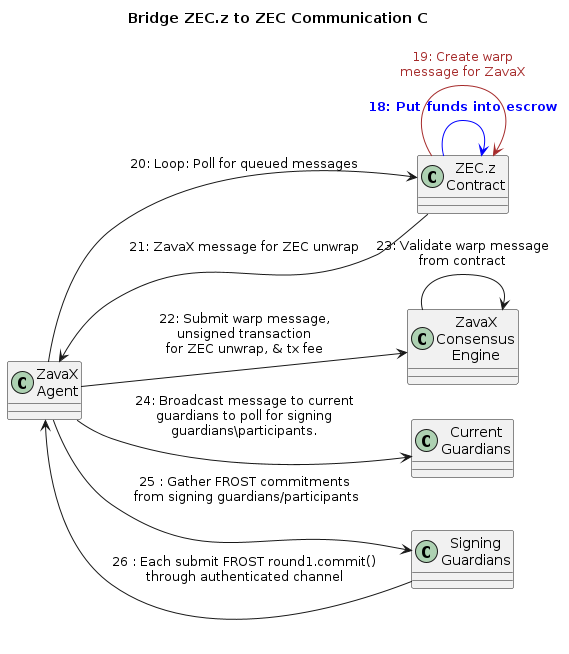 Bridge ZEC.z to ZEC Communication C
19: Create warp
message for ZavaX
18: Put funds into escrow
20: Loop: Poll for queued messages
C
ZEC.z
Contract
21: ZavaX message for ZEC unwrap
23: Validate warp message
from contract
22: Submit warp message,
unsigned transaction
for ZEC unwrap, & tx fee
C
ZavaX
Consensus
Engine
C
ZavaX
Agent
24: Broadcast message to current
guardians to poll for signing
guardians\participants.
C
Current
Guardians
25 : Gather FROST commitments
from signing guardians/participants
C
Signing
Guardians
26 : Each submit FROST round1.commit()
through authenticated channel